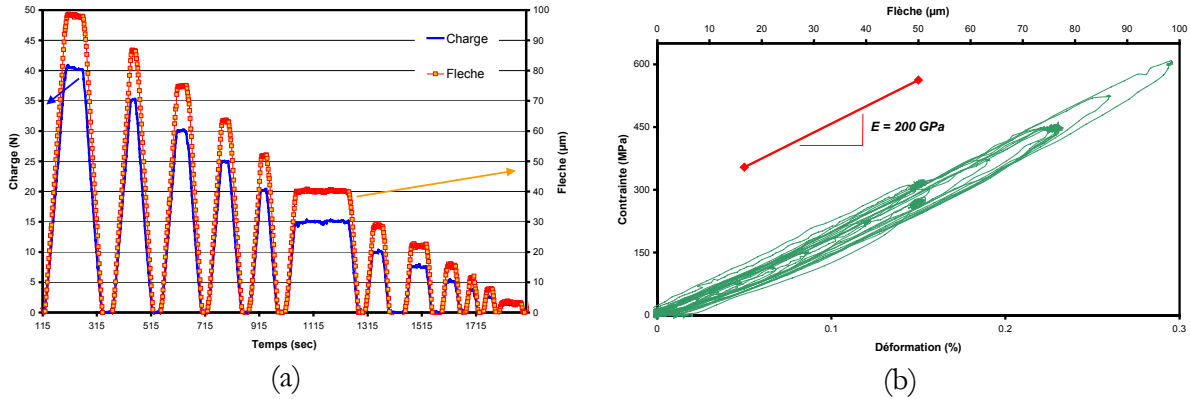 50
45
40
35
30
25
20
15
10
5
0
Charge (N)
100
90
80
70
60
50
40
30
20
10
0
Fleche (µm)
Charge
Fleche
115 315 515 715 915 1115 1315 1515 1715
Temps (sec)
(a)
Flèche (µm)
0 10 20 30 40 50 60 70 80 90 100
600
450
300
150
0
Contrainte (MPa)
E = 200 GPa
0 0.1 0.2 0.3
Déformation (%)
(b)